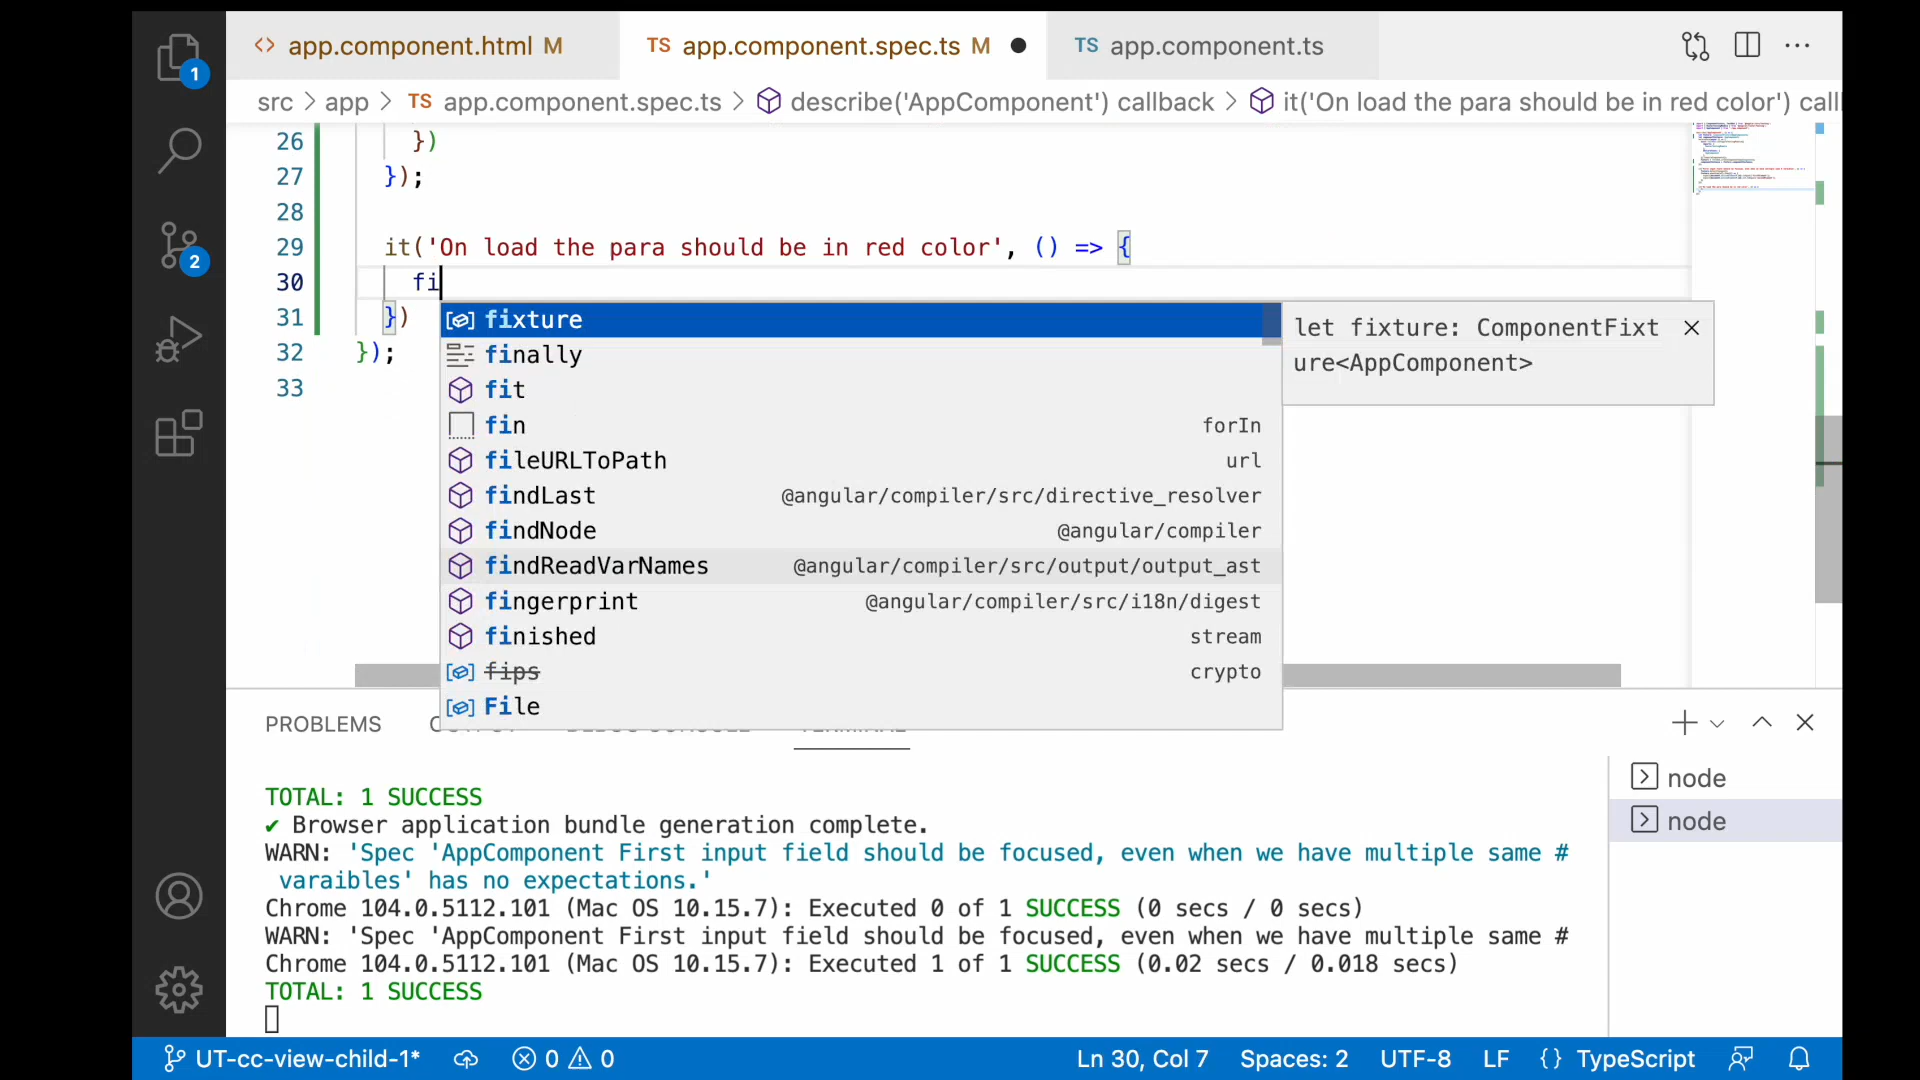 <> app.component.html M
TS app.component.spec.ts M
TS app.component.ts
1
src > app > TS app.component.spec.ts > describe('AppComponent') callback > it('On load the para should be in red color') call
26 })
27 });
28
2
29 it('On load the para should be in red color', () => {
30 fi
31 })
32 });
33
fixture
finally
fit
fin forIn
fileURLToPath url
findLast @angular/compiler/src/directive_resolver
findNode @angular/compiler
findReadVarNames @angular/compiler/src/output/output_ast
fingerprint @angular/compiler/src/i18n/digest
finished stream
fips crypto
File
let fixture: ComponentFixt
ure<AppComponent>
PROBLEMS
TOTAL: 1 SUCCESS
✔ Browser application bundle generation complete.
WARN: 'Spec 'AppComponent First input field should be focused, even when we have multiple same #
varaibles' has no expectations.'
Chrome 104.0.5112.101 (Mac OS 10.15.7): Executed 0 of 1 SUCCESS (0 secs / 0 secs)
WARN: 'Spec 'AppComponent First input field should be focused, even when we have multiple same #
Chrome 104.0.5112.101 (Mac OS 10.15.7): Executed 1 of 1 SUCCESS (0.02 secs / 0.018 secs)
TOTAL: 1 SUCCESS
node
node
UT-cc-view-child-1* 0 0 Ln 30, Col 7 Spaces: 2 UTF-8 LF {} TypeScript